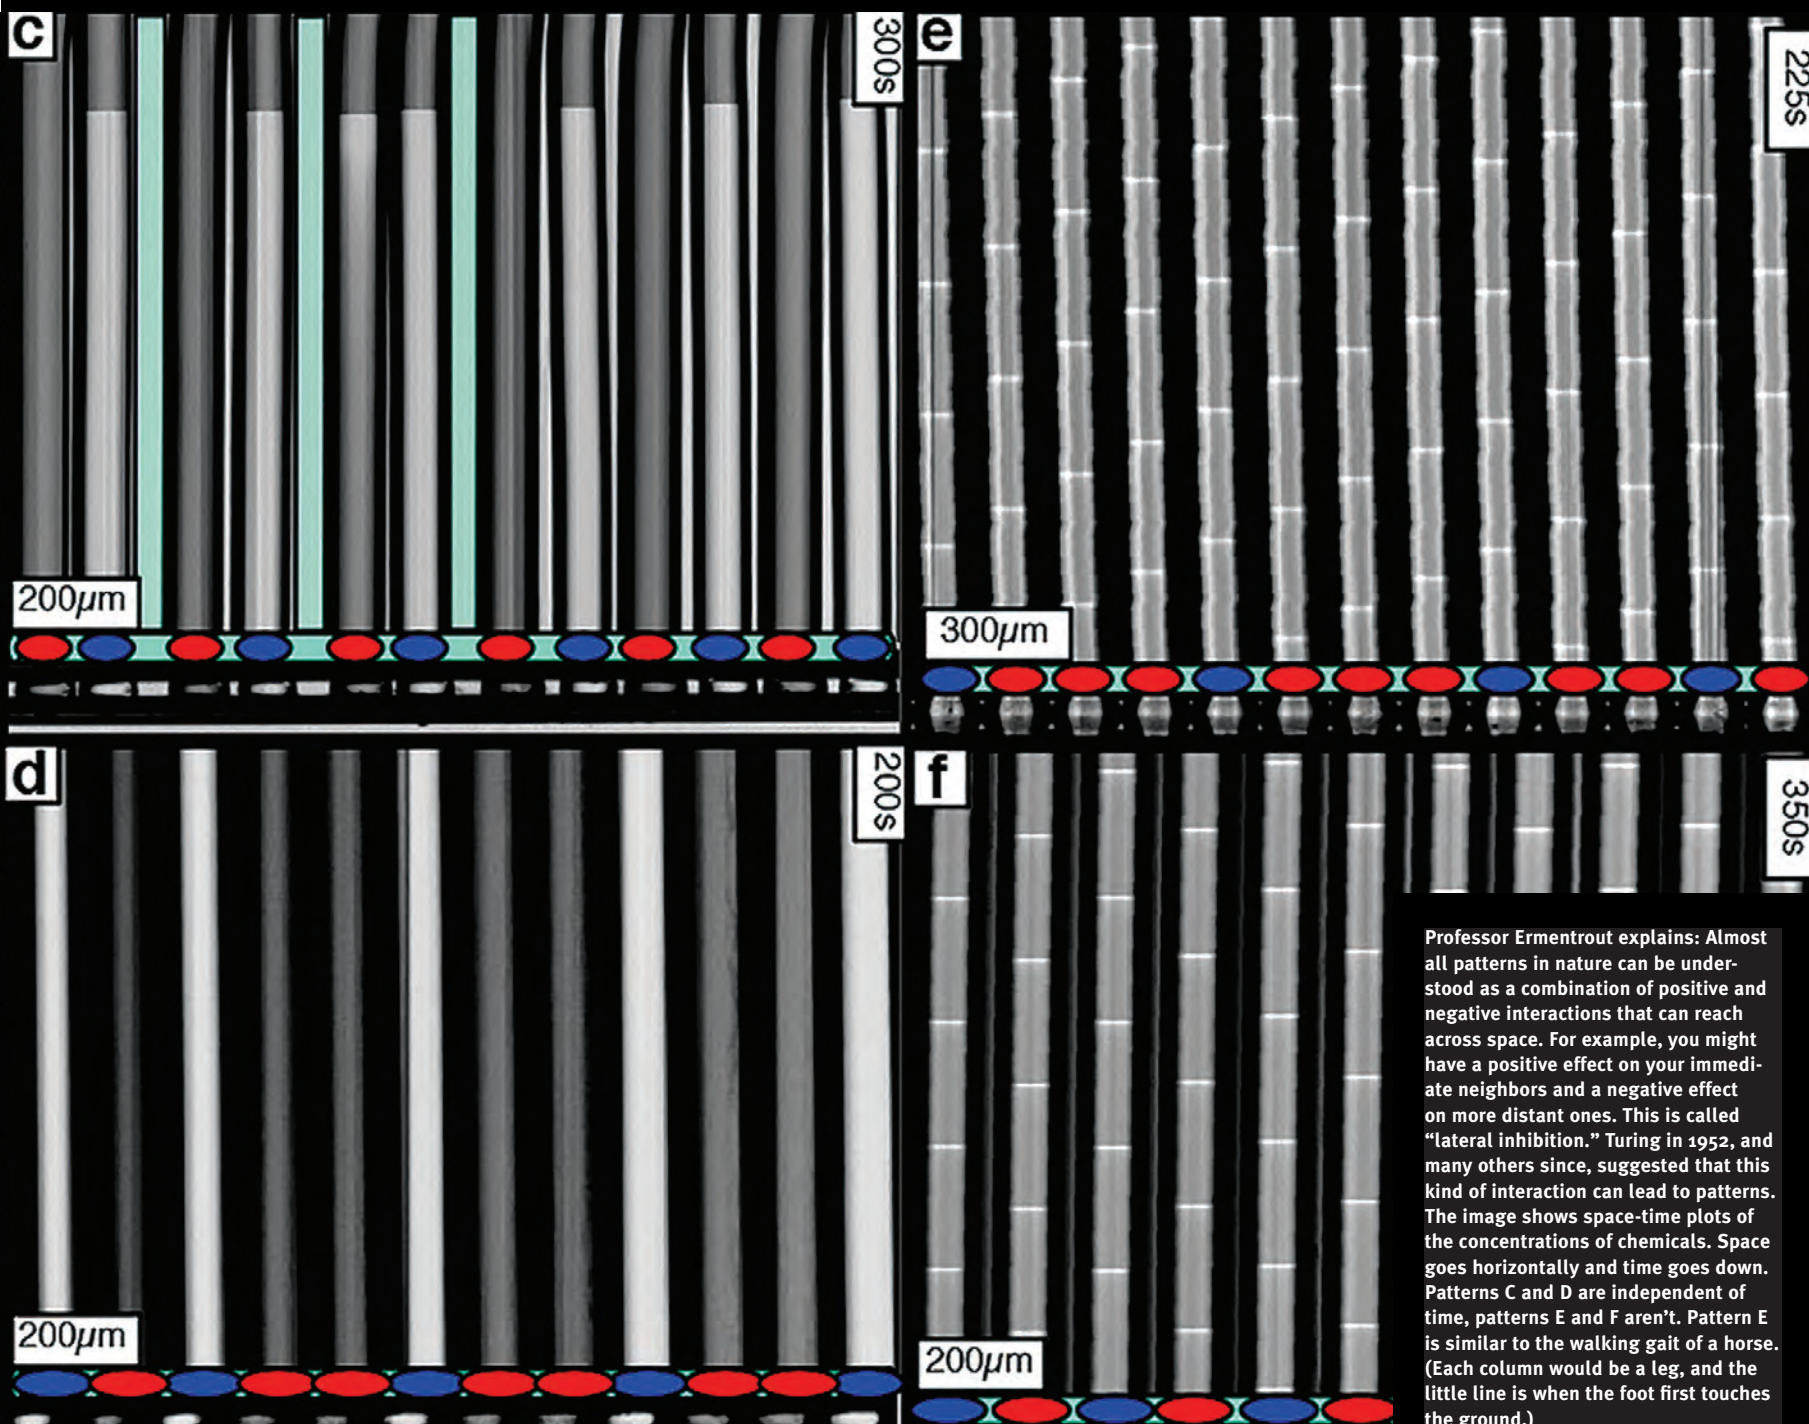 c
300s
200µm
e
225s
300µm
d
200s
200µm
f
350s
200µm
Professor Ermentrout explains: Almost
all patterns in nature can be under-
stood as a combination of positive and
negative interactions that can reach
across space. For example, you might
have a positive effect on your immedi-
ate neighbors and a negative effect
on more distant ones. This is called
“lateral inhibition.” Turing in 1952, and
many others since, suggested that this
kind of interaction can lead to patterns.
The image shows space-time plots of
the concentrations of chemicals. Space
goes horizontally and time goes down.
Patterns C and D are independent of
time, patterns E and F aren’t. Pattern E
is similar to the walking gait of a horse.
(Each column would be a leg, and the
little line is when the foot first touches
the ground.)